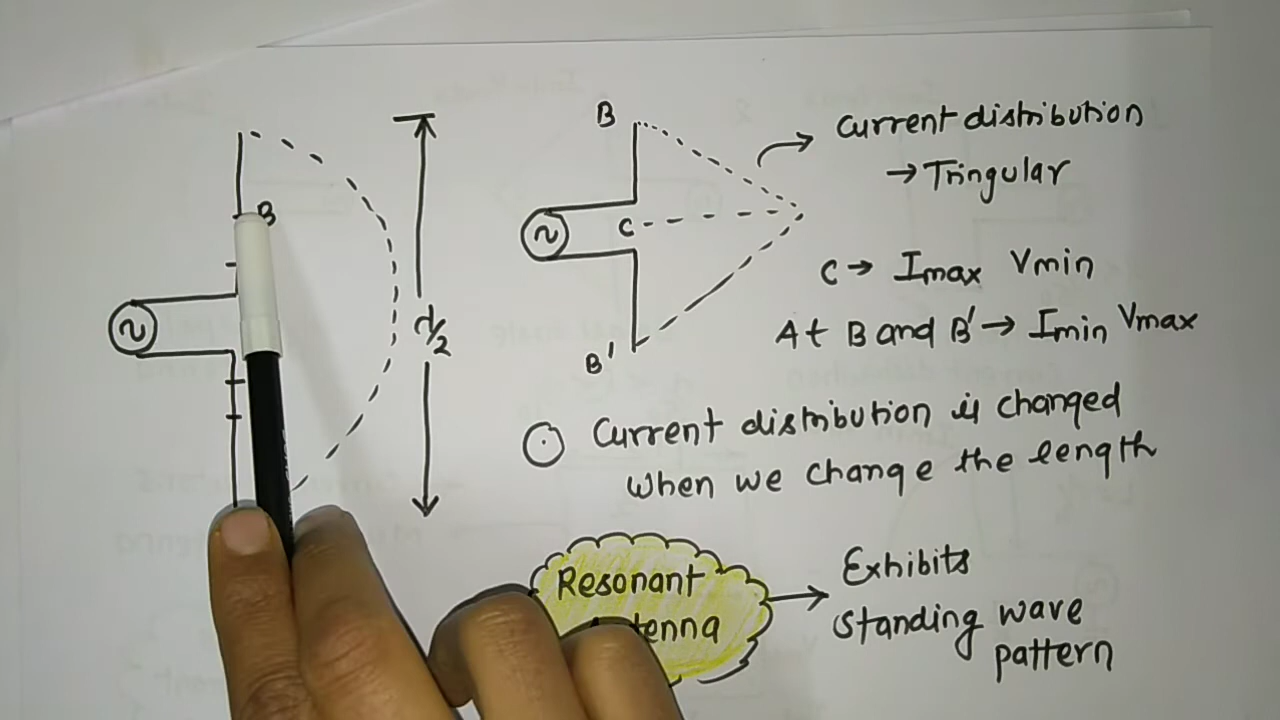 B
λ/2
B
C
B'
Current distribution
→ Tringular
C → Imax Vmin
At B and B' → Imin Vmax
Current distribution is changed
when we change the length
Resonant
Antenna
Exhibits
standing wave
pattern